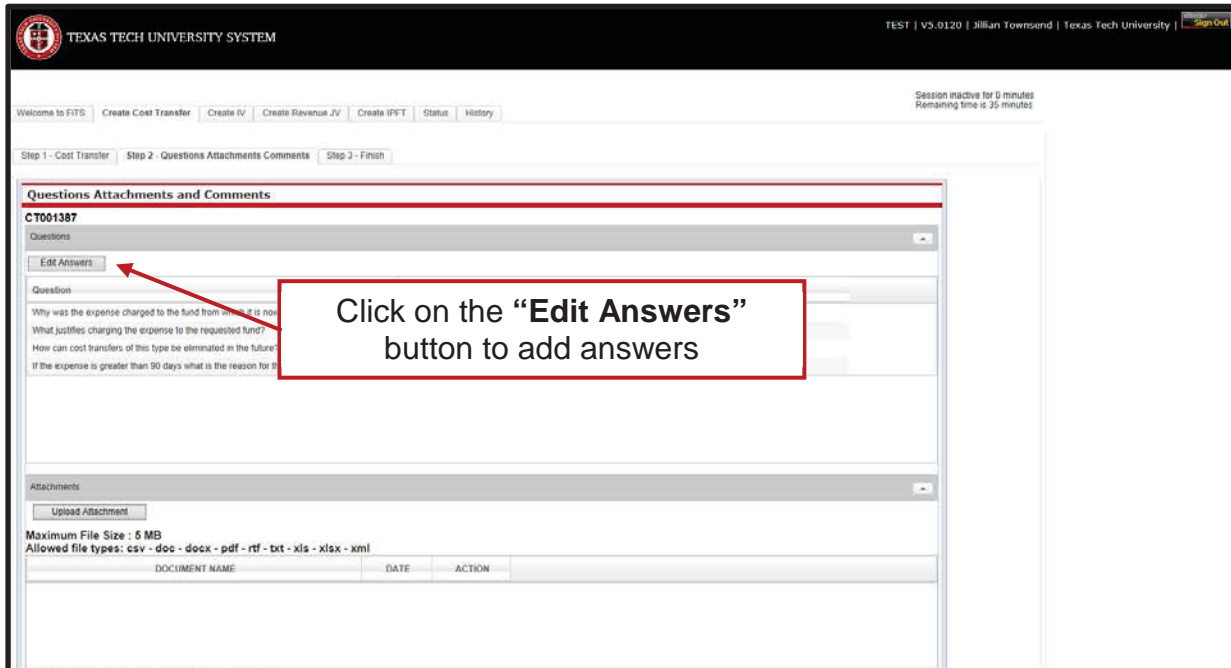 TEXAS TECH UNIVERSITY SYSTEM
TEST | V5.0120 | Jillian Townsend | Texas Tech University |
Sign Out
Session inactive for 0 minutes
Remaining time is 35 minutes
Welcome to FiTS Create Cost Transfer Create IV Create Revenue JV Create IPFT Status History
Step 1 - Cost Transfer Step 2 - Questions Attachments Comments Step 3 - Finish
Questions Attachments and Comments
CT001387
Questions
Edit Answers
Question
Why was the expense charged to the fund from which it is now
What justifies charging the expense to the requested fund?
How can cost transfers of this type be eliminated in the future?
If the expense is greater than 90 days what is the reason for th
Click on the “Edit Answers”
button to add answers
Attachments
Upload Attachment
Maximum File Size : 5 MB
Allowed file types: csv - doc - docx - pdf - rtf - txt - xls - xlsx - xml
DOCUMENT NAME DATE ACTION